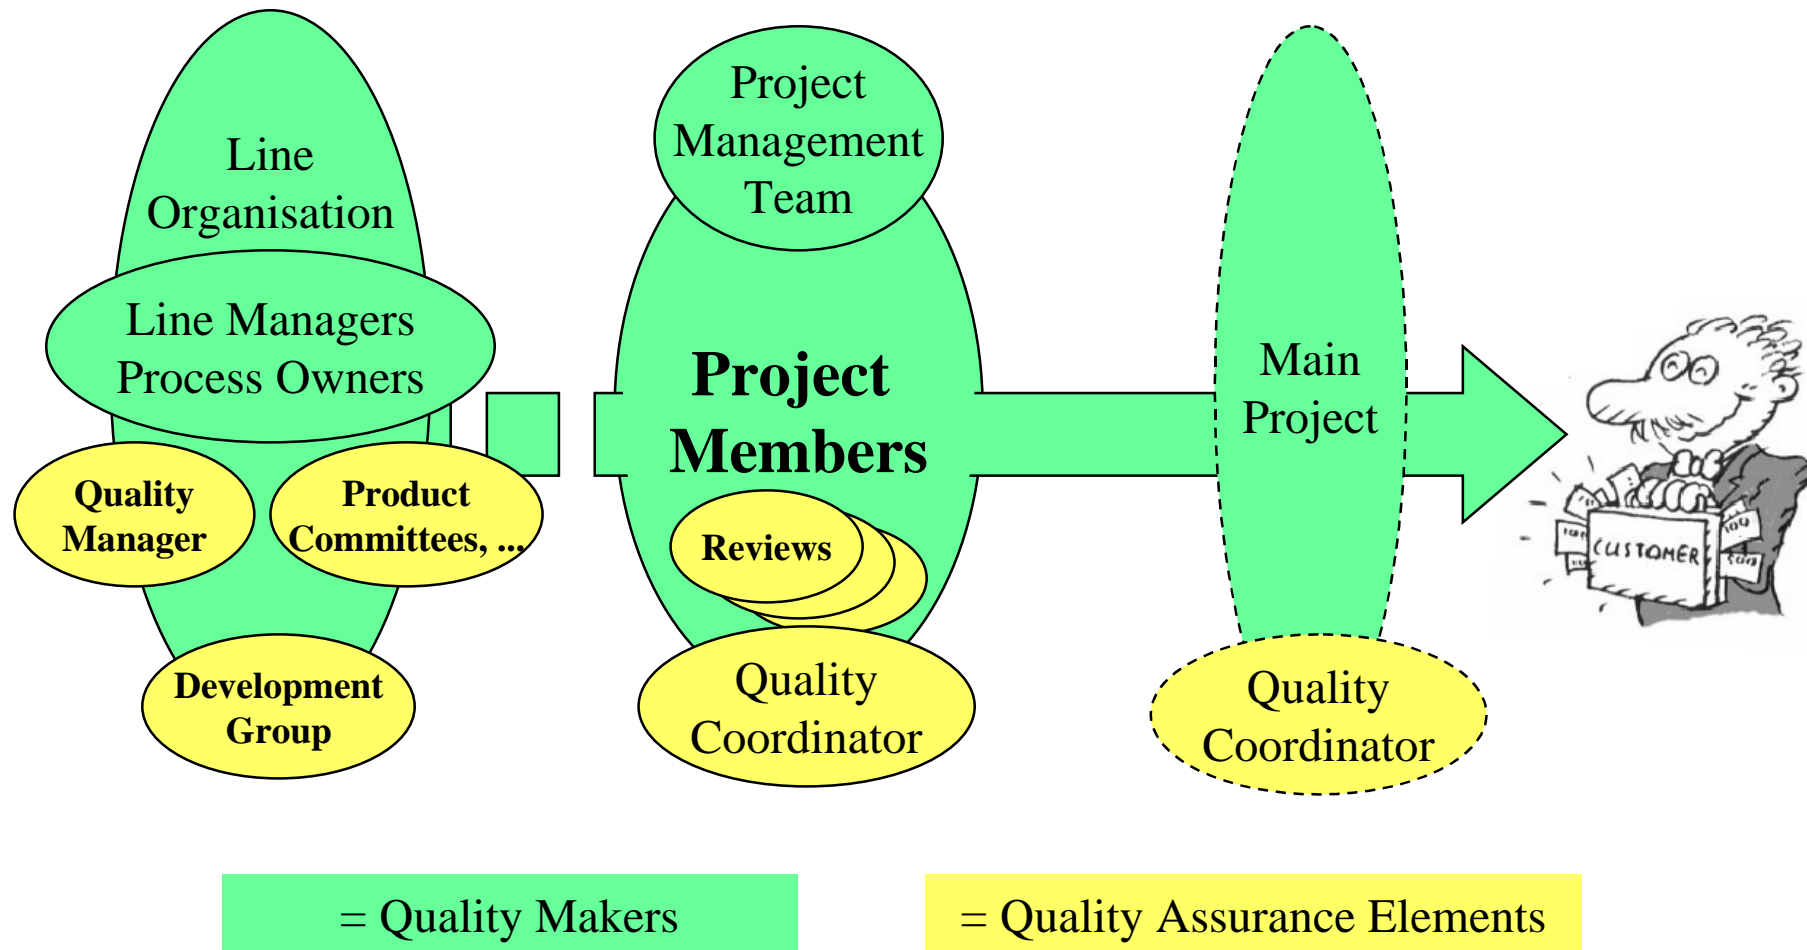 Line
Organisation
Line Managers
Process Owners
Quality
Manager
Product
Committees, ...
Development
Group
Project
Management
Team
Project
Members
Reviews
Quality
Coordinator
Main
Project
Quality
Coordinator
CUSTOMER
= Quality Makers
= Quality Assurance Elements